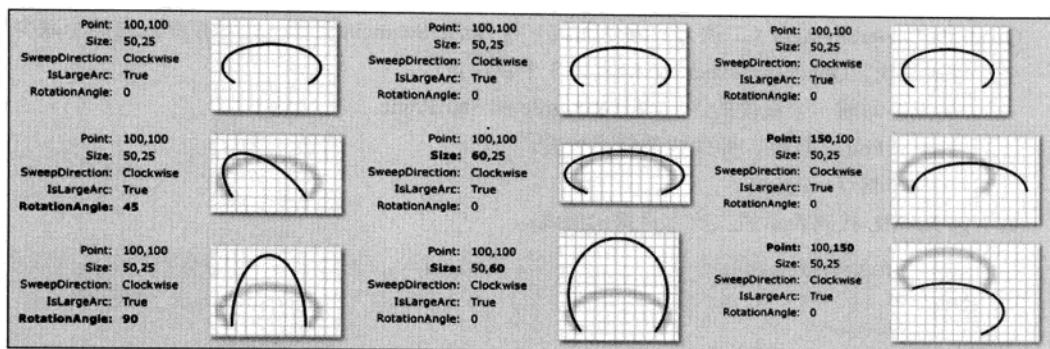 Point: 100,100
Size: 50,25
SweepDirection: Clockwise
IsLargeArc: True
RotationAngle: 0
Point: 100,100
Size: 50,25
SweepDirection: Clockwise
IsLargeArc: True
RotationAngle: 0
Point: 100,100
Size: 50,25
SweepDirection: Clockwise
IsLargeArc: True
RotationAngle: 0
Point: 100,100
Size: 50,25
SweepDirection: Clockwise
IsLargeArc: True
RotationAngle: 45
Point: 100,100
Size: 60,25
SweepDirection: Clockwise
IsLargeArc: True
RotationAngle: 0
Point: 150,100
Size: 50,25
SweepDirection: Clockwise
IsLargeArc: True
RotationAngle: 0
Point: 100,100
Size: 50,25
SweepDirection: Clockwise
IsLargeArc: True
RotationAngle: 90
Point: 100,100
Size: 50,60
SweepDirection: Clockwise
IsLargeArc: True
RotationAngle: 0
Point: 100,150
Size: 50,25
SweepDirection: Clockwise
IsLargeArc: True
RotationAngle: 0